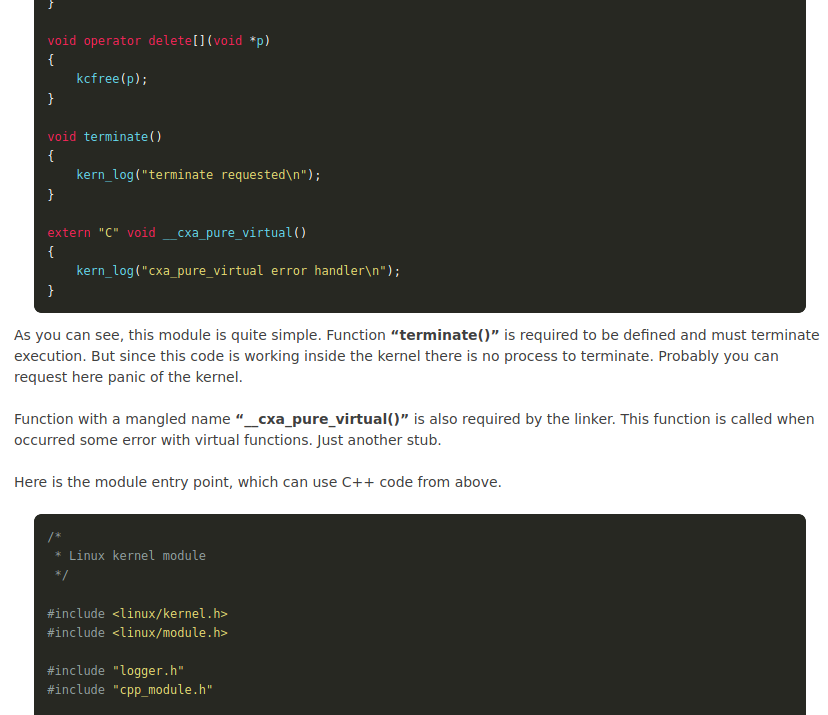 }
void operator delete[](void *p)
{
    kcfree(p);
}
void terminate()
{
    kern_log("terminate requested\n");
}
extern "C" void __cxa_pure_virtual()
{
    kern_log("cxa_pure_virtual error handler\n");
}
As you can see, this module is quite simple. Function “terminate()” is required to be defined and must terminate
execution. But since this code is working inside the kernel there is no process to terminate. Probably you can
request here panic of the kernel.
Function with a mangled name “__cxa_pure_virtual()” is also required by the linker. This function is called when
occurred some error with virtual functions. Just another stub.
Here is the module entry point, which can use C++ code from above.
/*
 * Linux kernel module
 */
#include <linux/kernel.h>
#include <linux/module.h>
#include "logger.h"
#include "cpp_module.h"